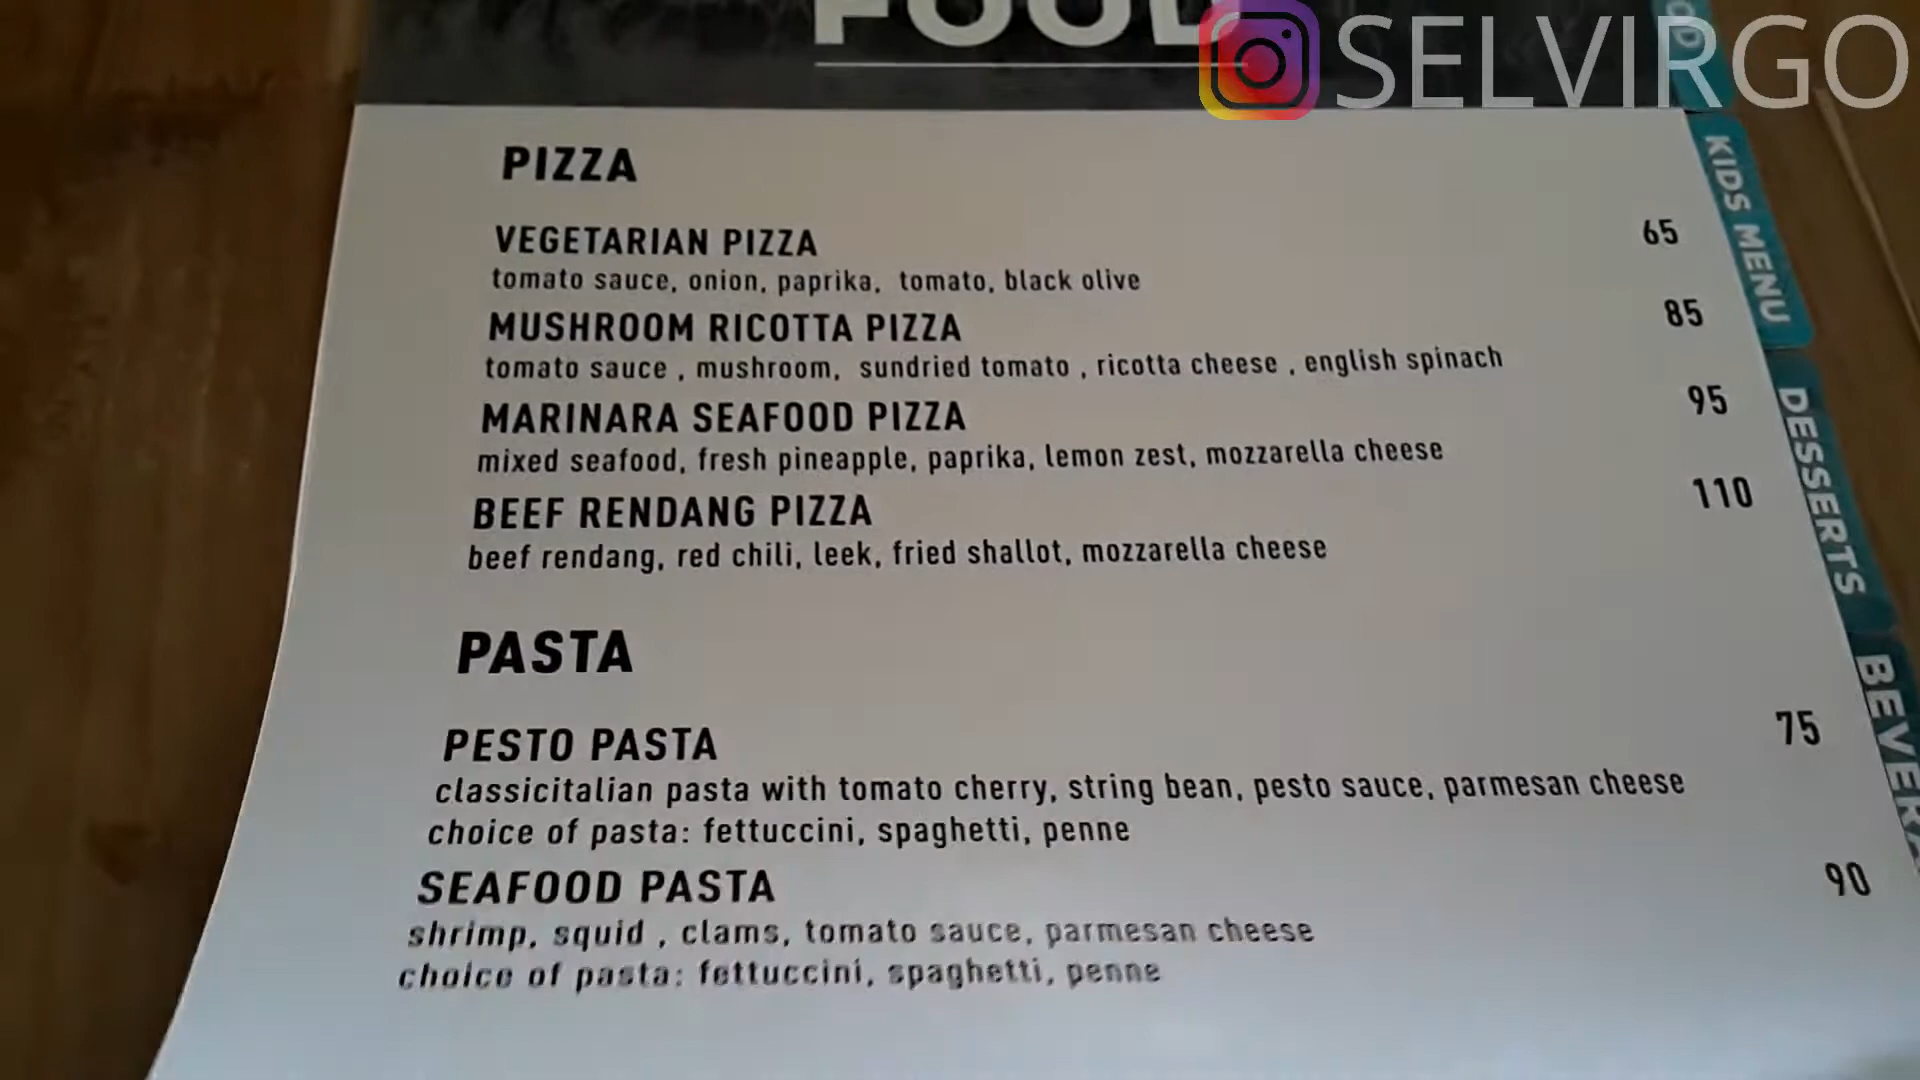 FOOD
SELVIRGO
PIZZA
VEGETARIAN PIZZA 65
tomato sauce, onion, paprika, tomato, black olive
MUSHROOM RICOTTA PIZZA 85
tomato sauce , mushroom, sundried tomato , ricotta cheese , english spinach
MARINARA SEAFOOD PIZZA 95
mixed seafood, fresh pineapple, paprika, lemon zest, mozzarella cheese
BEEF RENDANG PIZZA 110
beef rendang, red chili, leek, fried shallot, mozzarella cheese
PASTA
PESTO PASTA 75
classicitalian pasta with tomato cherry, string bean, pesto sauce, parmesan cheese
choice of pasta: fettuccini, spaghetti, penne
SEAFOOD PASTA 90
shrimp, squid , clams, tomato sauce, parmesan cheese
choice of pasta: fettuccini, spaghetti, penne
KIDS MENU
DESSERTS